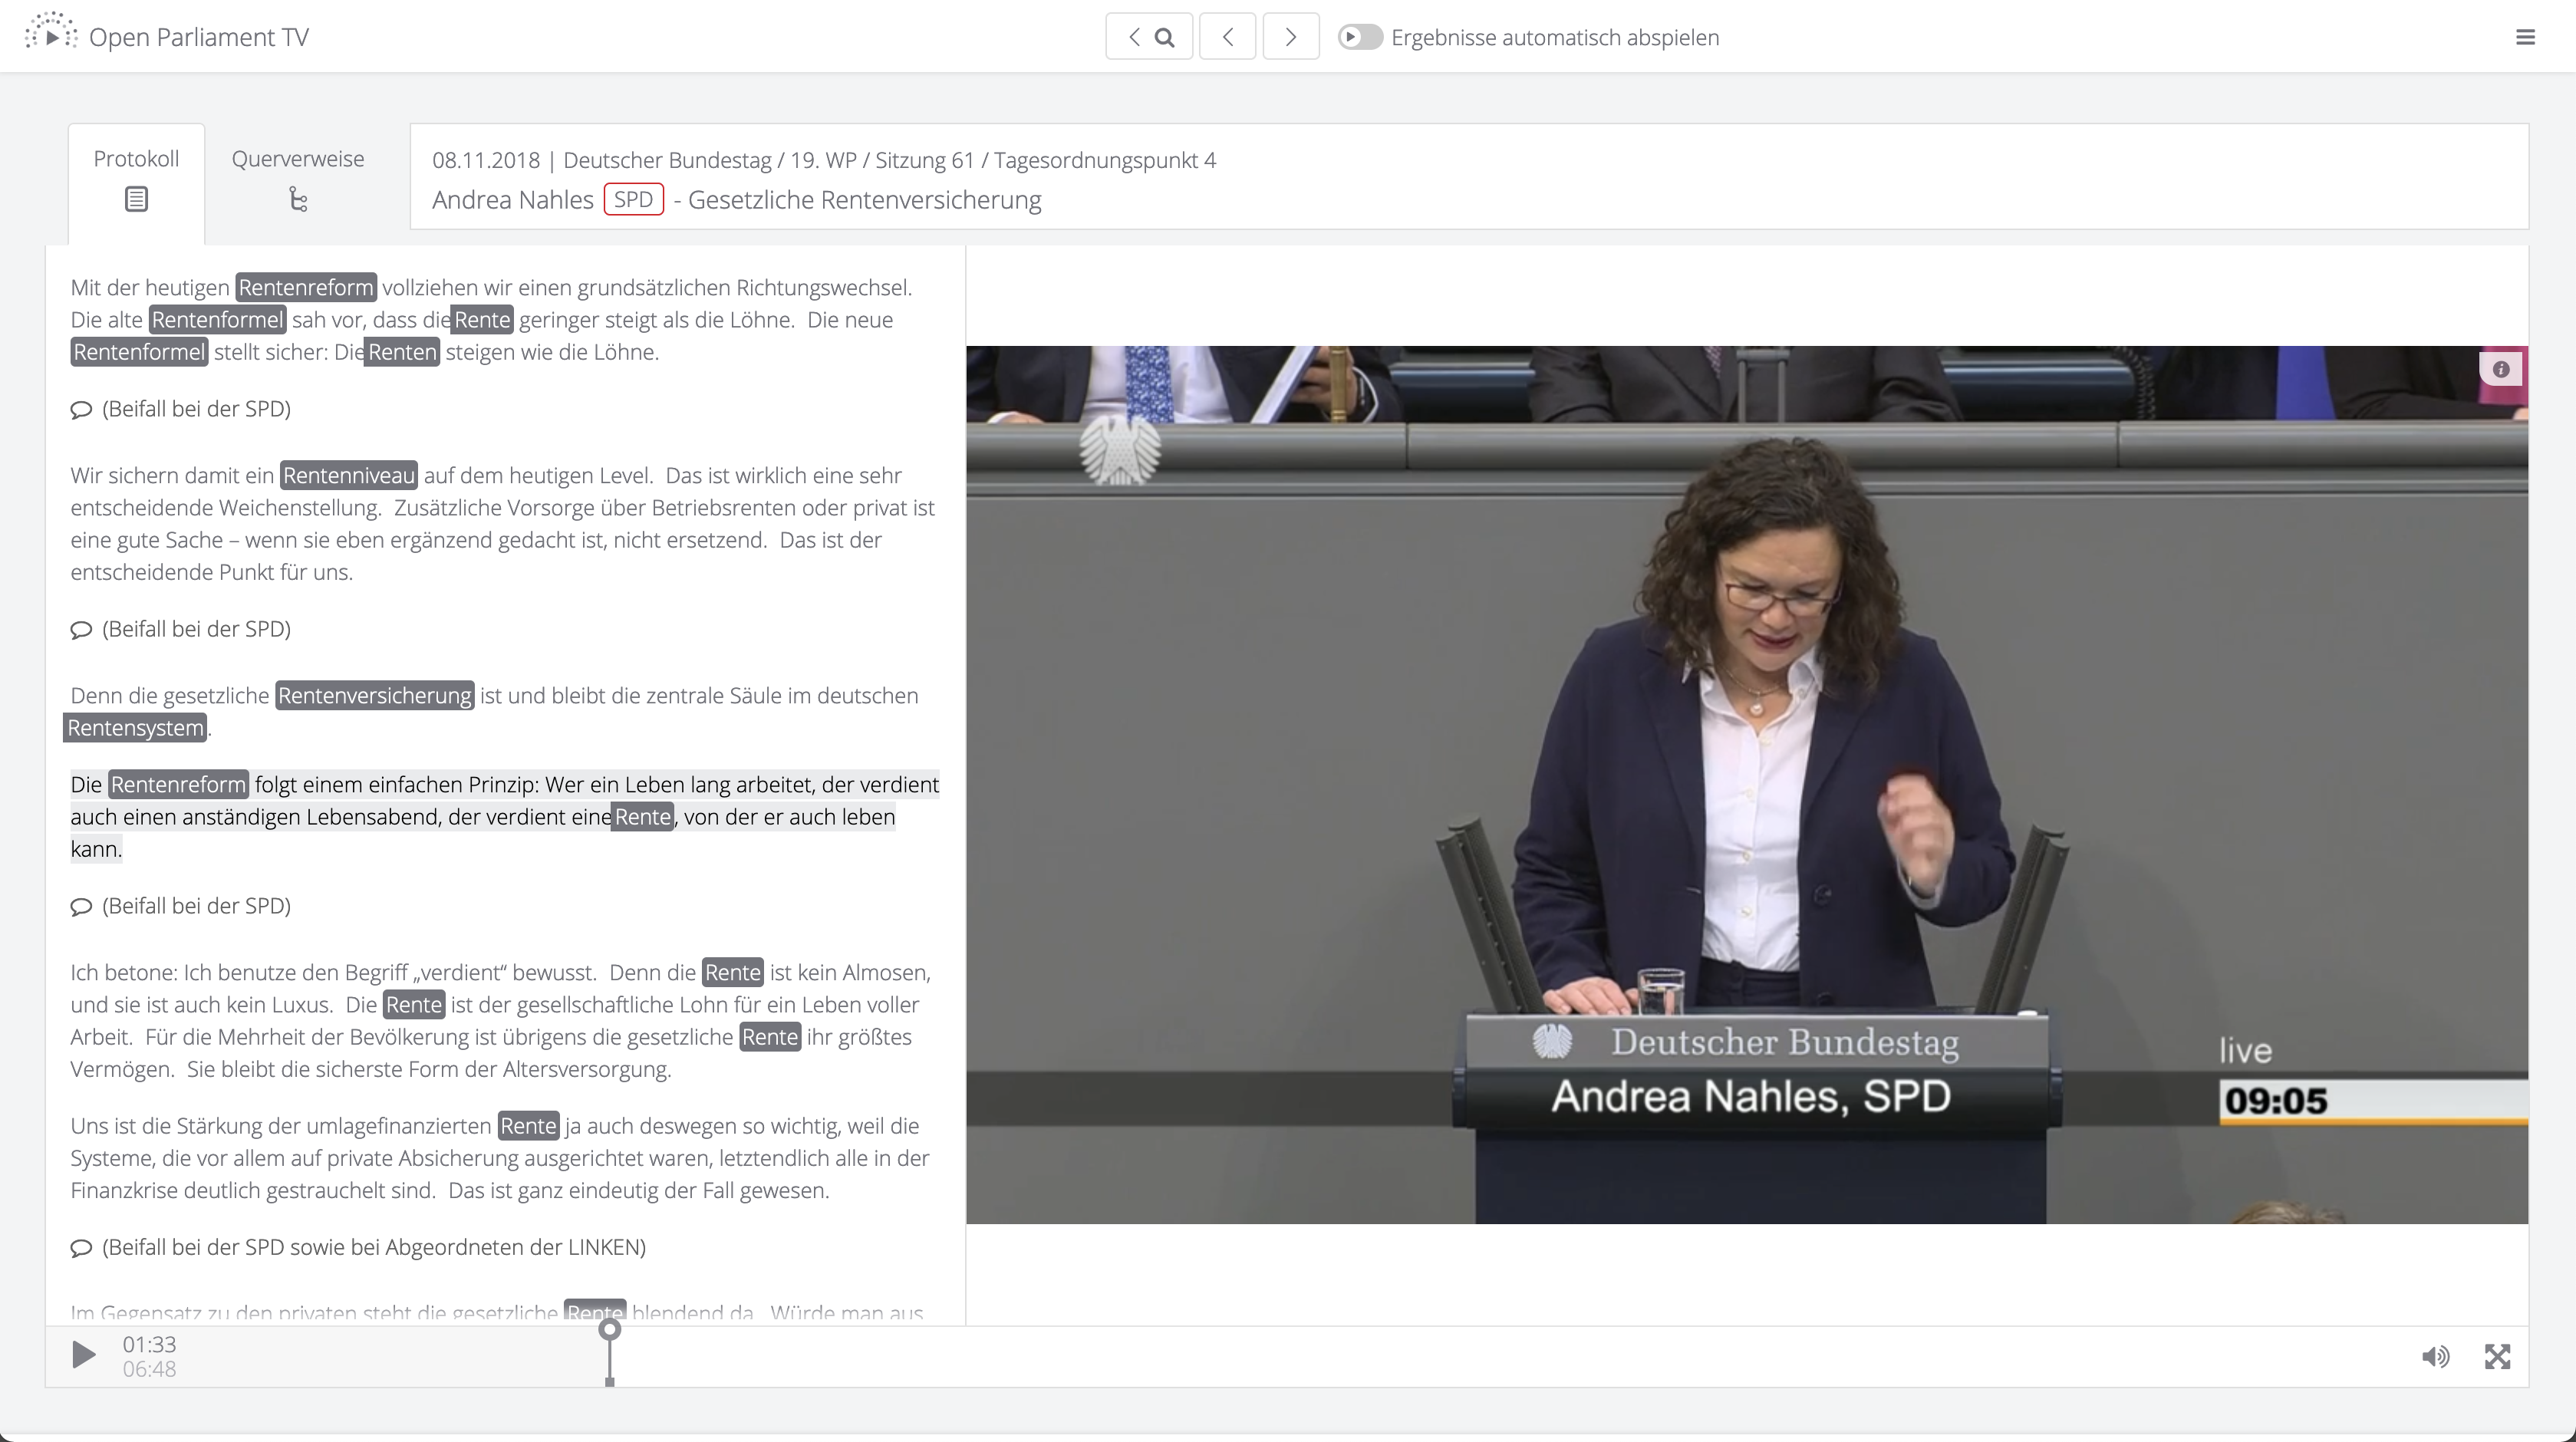 Open Parliament TV
Ergebnisse automatisch abspielen
Protokoll
Querverweise
08.11.2018 | Deutscher Bundestag / 19. WP / Sitzung 61 / Tagesordnungspunkt 4
Andrea Nahles SPD - Gesetzliche Rentenversicherung
Mit der heutigen Rentenreform vollziehen wir einen grundsätzlichen Richtungswechsel.
Die alte Rentenformel sah vor, dass die Rente geringer steigt als die Löhne. Die neue
Rentenformel stellt sicher: Die Renten steigen wie die Löhne.
(Beifall bei der SPD)
Wir sichern damit ein Rentenniveau auf dem heutigen Level. Das ist wirklich eine sehr
entscheidende Weichenstellung. Zusätzliche Vorsorge über Betriebsrenten oder privat ist
eine gute Sache – wenn sie eben ergänzend gedacht ist, nicht ersetzend. Das ist der
entscheidende Punkt für uns.
(Beifall bei der SPD)
Denn die gesetzliche Rentenversicherung ist und bleibt die zentrale Säule im deutschen
Rentensystem.
Die Rentenreform folgt einem einfachen Prinzip: Wer ein Leben lang arbeitet, der verdient
auch einen anständigen Lebensabend, der verdient eine Rente, von der er auch leben
kann.
(Beifall bei der SPD)
Ich betone: Ich benutze den Begriff „verdient“ bewusst. Denn die Rente ist kein Almosen,
und sie ist auch kein Luxus. Die Rente ist der gesellschaftliche Lohn für ein Leben voller
Arbeit. Für die Mehrheit der Bevölkerung ist übrigens die gesetzliche Rente ihr größtes
Vermögen. Sie bleibt die sicherste Form der Altersversorgung.
Uns ist die Stärkung der umlagefinanzierten Rente ja auch deswegen so wichtig, weil die
Systeme, die vor allem auf private Absicherung ausgerichtet waren, letztendlich alle in der
Finanzkrise deutlich gestrauchelt sind. Das ist ganz eindeutig der Fall gewesen.
(Beifall bei der SPD sowie bei Abgeordneten der LINKEN)
Im Gegensatz zu den privaten steht die gesetzliche Rente blendend da. Würde man aus
Deutscher Bundestag
Andrea Nahles, SPD
live
09:05
01:33
06:48